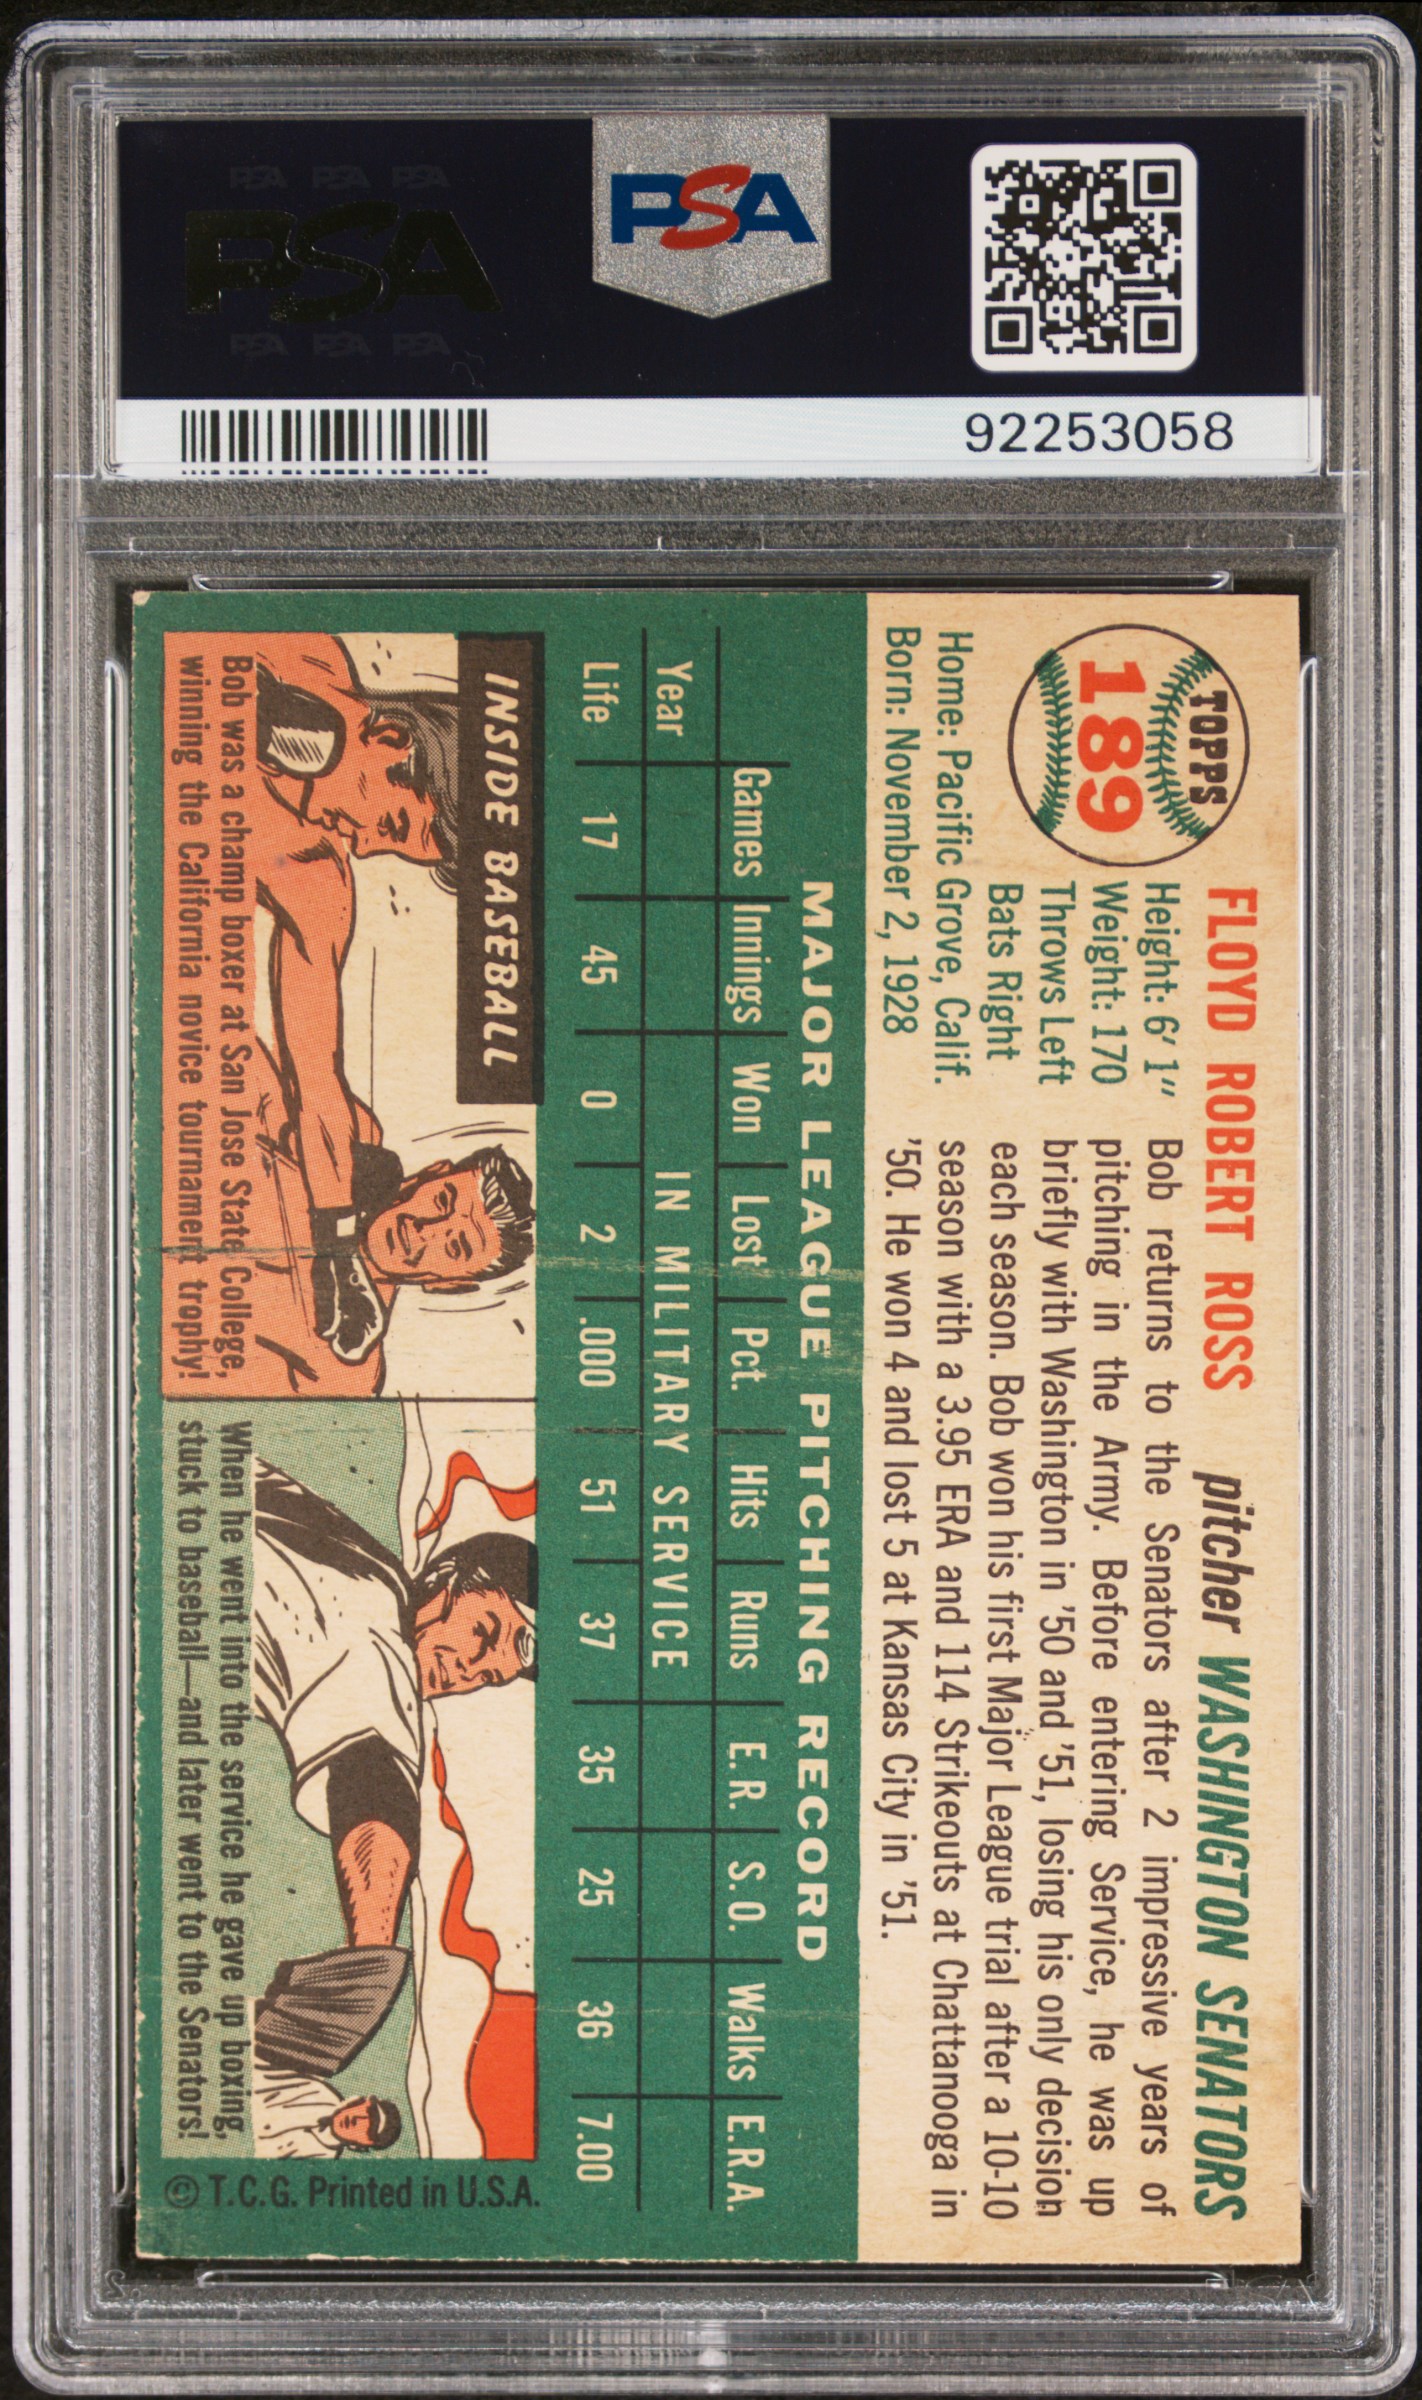 PSA PSA PSA
PSA
PSA PSA PSA
PSA
92253058
TOPPS
189
FLOYD ROBERT ROSS pitcher WASHINGTON SENATORS
Height: 6' 1"
Weight: 170
Throws Left
Bats Right
Home: Pacific Grove, Calif.
Born: November 2, 1928
Bob returns to the Senators after 2 impressive years of
pitching in the Army. Before entering Service, he was up
briefly with Washington in '50 and '51, losing his only decision
each season. Bob won his first Major League trial after a 10-10
season with a 3.95 ERA and 114 Strikeouts at Chattanooga in
'50. He won 4 and lost 5 at Kansas City in '51.
MAJOR LEAGUE PITCHING RECORD
Games Innings Won Lost Pct. Hits Runs E.R. S.O. Walks E.R.A.
Year IN MILITARY SERVICE
Life 17 45 0 2 .000 51 37 35 25 36 7.00
INSIDE BASEBALL
Bob was a champ boxer at San Jose State College,
winning the California novice tournament trophy!
When he went into the service he gave up boxing,
stuck to baseball—and later went to the Senators!
© T.C.G. Printed in U.S.A.